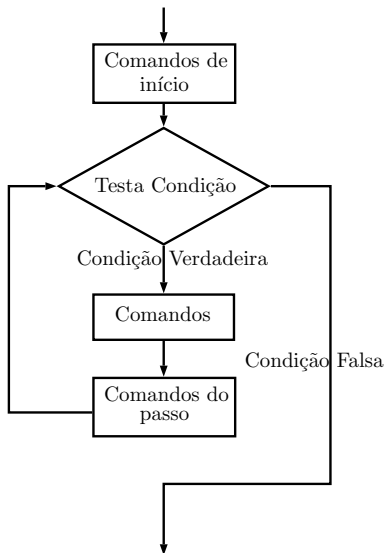 Comandos de
início
Testa Condição
Condição Verdadeira
Comandos
Condição Falsa
Comandos do
passo